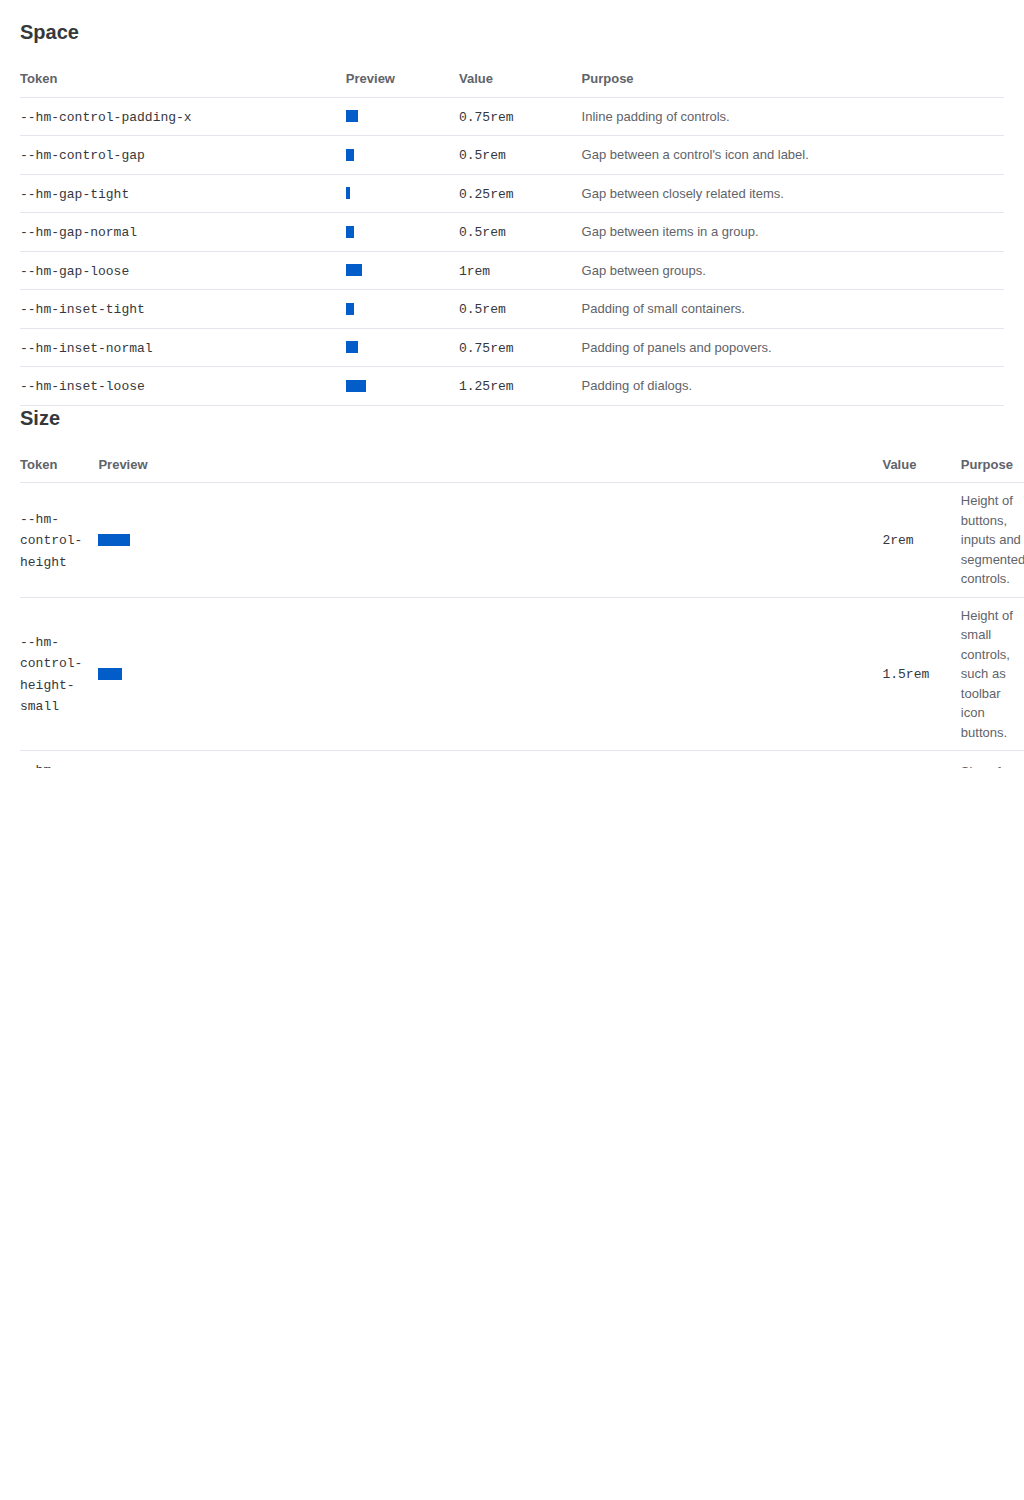 Space
Token Preview Value Purpose
--hm-control-padding-x 0.75rem Inline padding of controls.
--hm-control-gap 0.5rem Gap between a control's icon and label.
--hm-gap-tight 0.25rem Gap between closely related items.
--hm-gap-normal 0.5rem Gap between items in a group.
--hm-gap-loose 1rem Gap between groups.
--hm-inset-tight 0.5rem Padding of small containers.
--hm-inset-normal 0.75rem Padding of panels and popovers.
--hm-inset-loose 1.25rem Padding of dialogs.
Size
Token Preview Value Purpose
--hm-
control-
height
2rem
Height of
buttons,
inputs and
segmented
controls.
--hm-
control-
height-
small
1.5rem
Height of
small
controls,
such as
toolbar
icon
buttons.